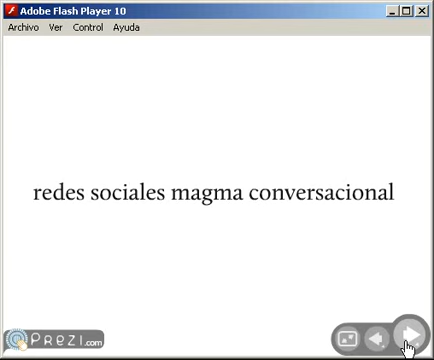 Adobe Flash Player 10
Archivo Ver Control Ayuda
redes sociales magma conversacional
PREZI.com